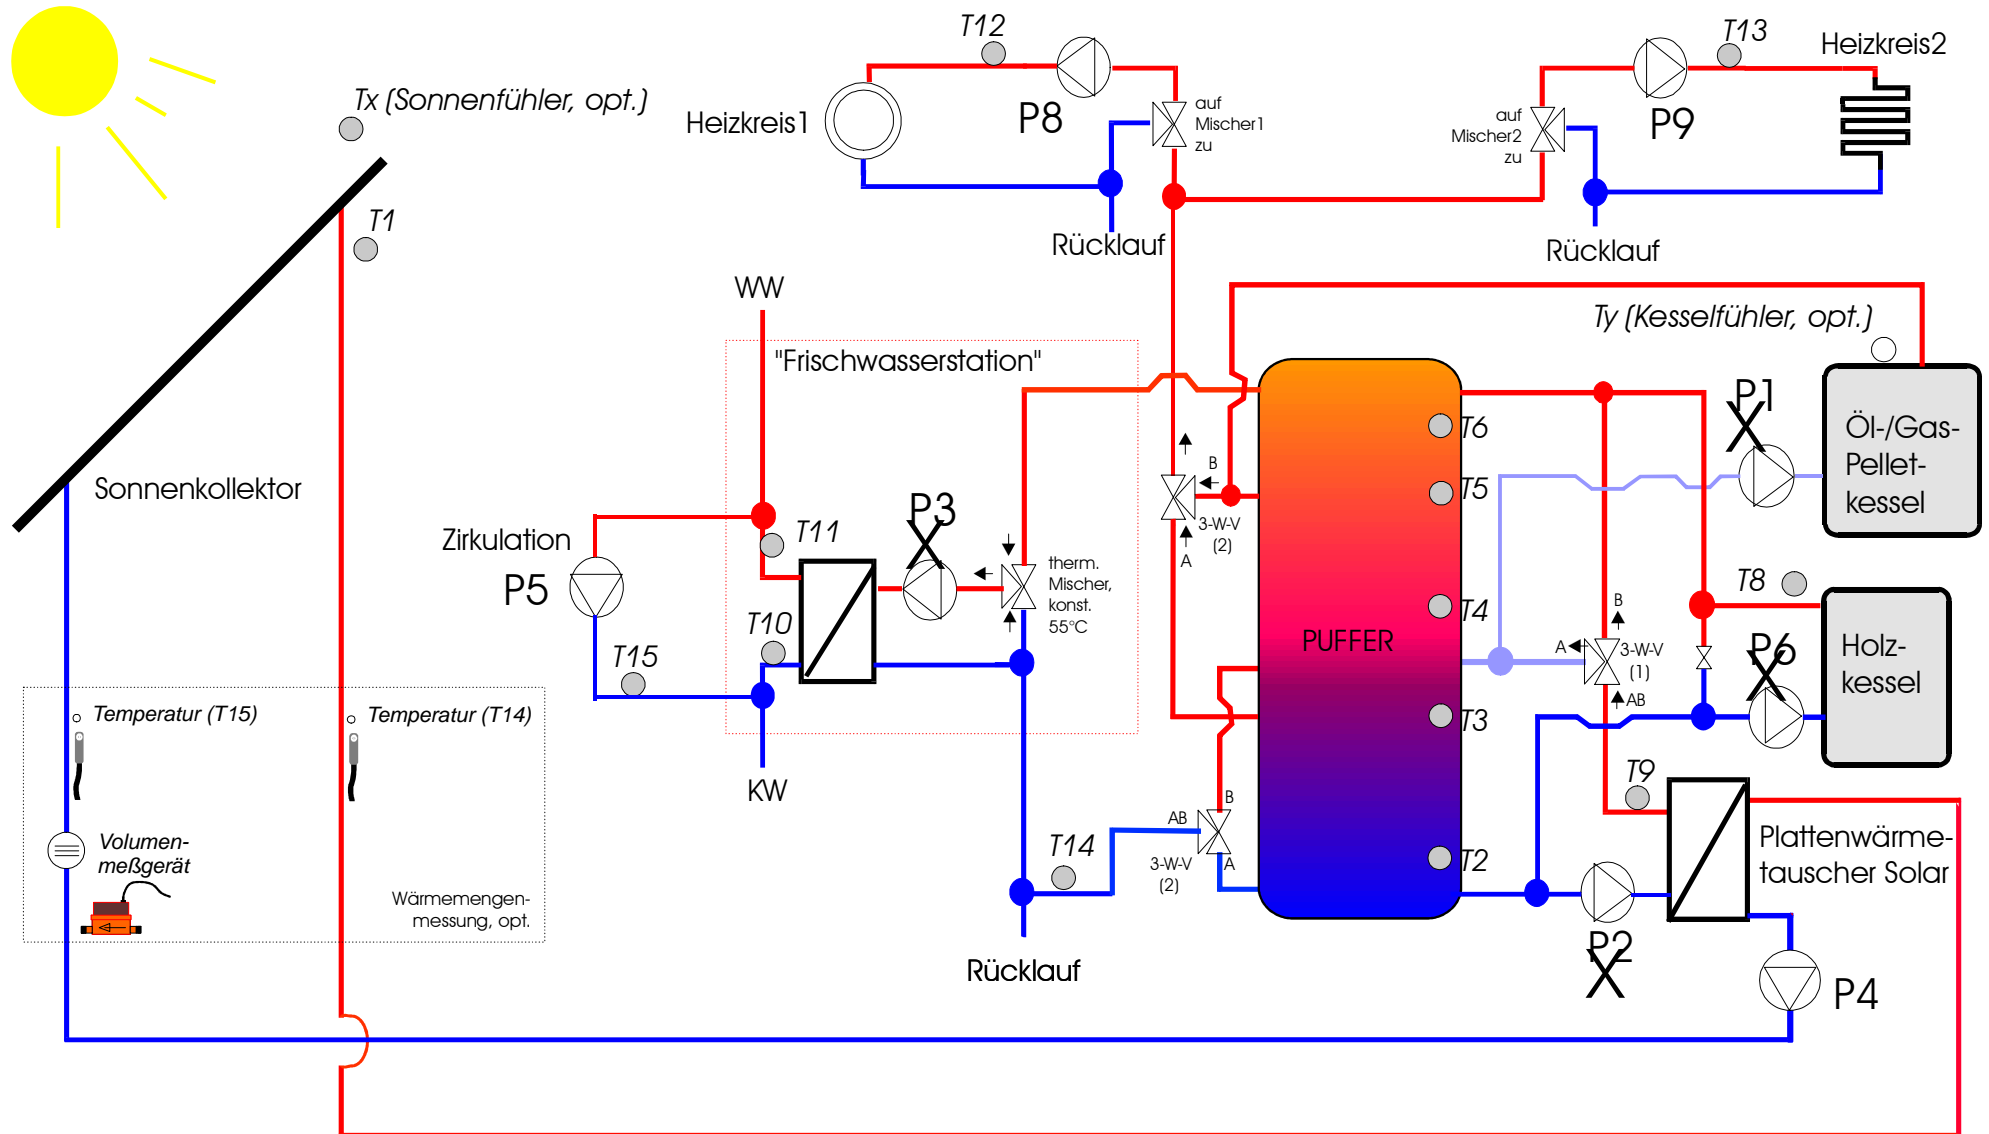 T12
T13
Heizkreis2
Tx (Sonnenfühler, opt.)
Heizkreis1
P8
auf
Mischer1
zu
auf
Mischer2
zu
P9
T1
Rücklauf
Rücklauf
WW
Ty (Kesselfühler, opt.)
"Frischwasserstation"
P1
Öl-/Gas-
Pellet-
kessel
T6
T5
B
3-W-V
(2)
A
Sonnenkollektor
P3
T11
Zirkulation
P5
therm.
Mischer,
konst.
55°C
T4
T8
B
A
3-W-V
(1)
AB
P6
Holz-
kessel
PUFFER
T10
T15
T3
Temperatur (T15)
Temperatur (T14)
KW
T9
B
AB
A
3-W-V
(2)
T14
T2
Plattenwärme-
tauscher Solar
Volumen-
meßgerät
Wärmemengen-
messung, opt.
P2
Rücklauf
P4